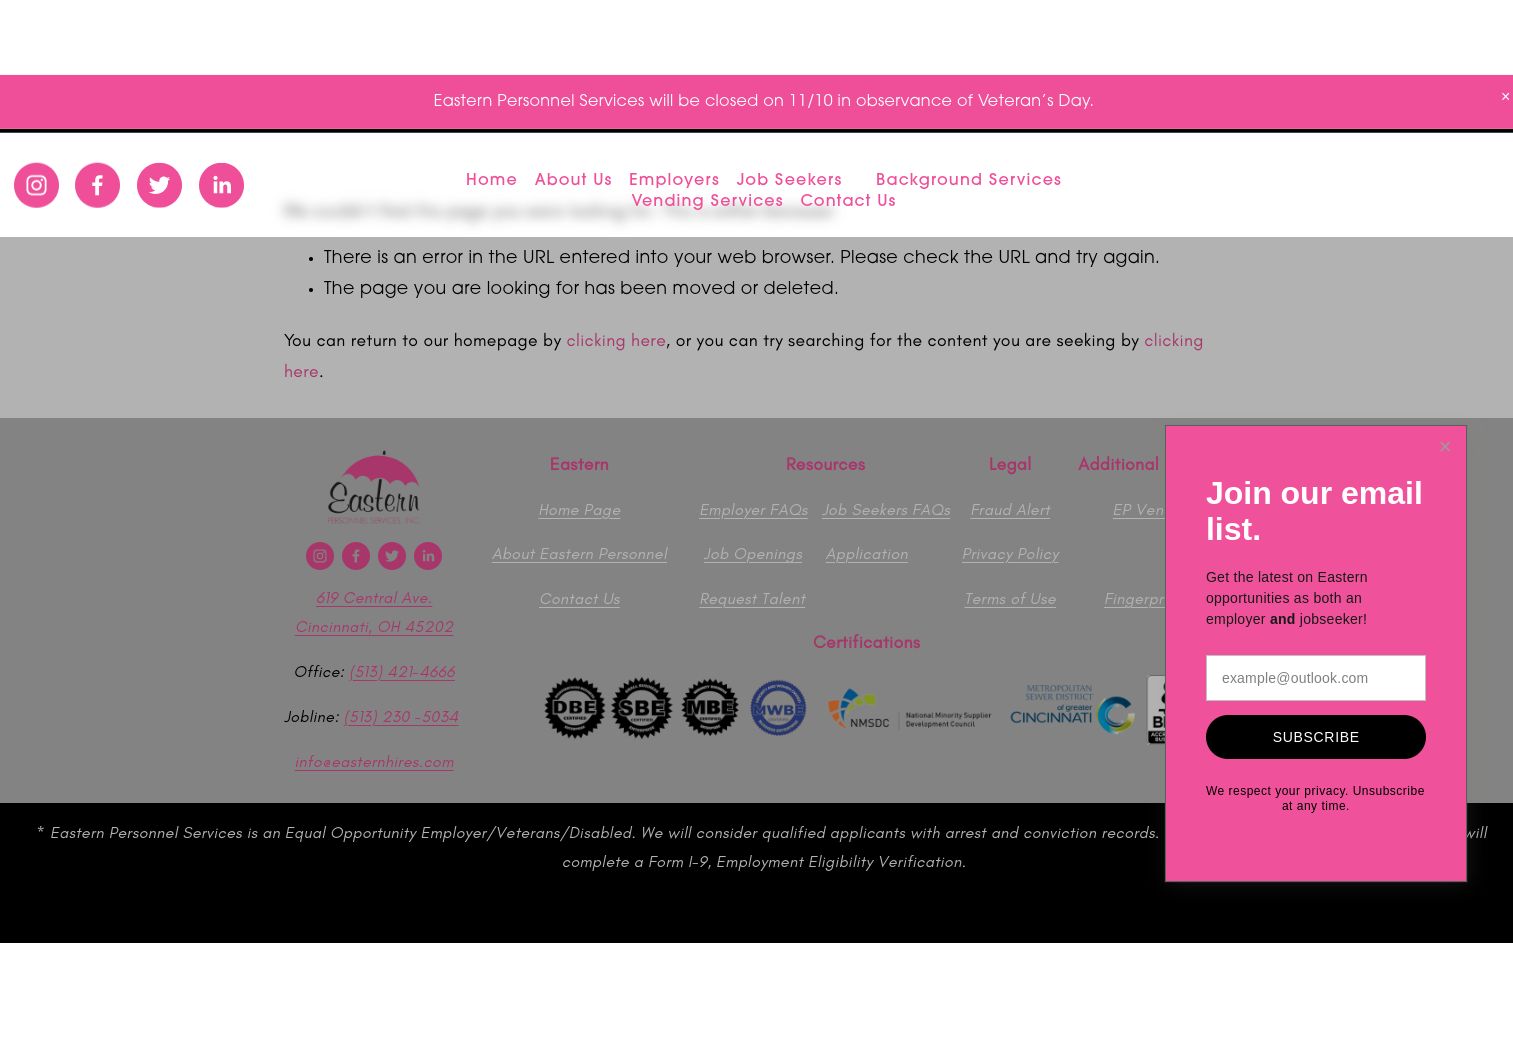 Eastern Personnel Services will be closed on 11/10 in observance of Veteran's Day.
Home About Us Employers Job Seekers Background Services
Vending Services Contact Us
There is an error in the URL entered into your web browser. Please check the URL and try again.
The page you are looking for has been moved or deleted.
You can return to our homepage by clicking here, or you can try searching for the content you are seeking by clicking
here.
Eastern
PERSONNEL SERVICES, INC.
619 Central Ave.
Cincinnati, OH 45202
Office: (513) 421-4666
Jobline: (513) 230 -5034
info@easternhires.com
Eastern
Home Page
About Eastern Personnel
Contact Us
Resources
Employer FAQs Job Seekers FAQs
Job Openings Application
Request Talent
Legal
Fraud Alert
Privacy Policy
Terms of Use
Additional
EP Ven
Fingerpr
Certifications
DBE
CERTIFIED
SBE
CERTIFIED
MBE
CERTIFIED
MWBE
NMSDC
National Minority Supplier
Development Council
METROPOLITAN
SEWER DISTRICT
of greater
CINCINNATI
Join our email
list.
Get the latest on Eastern
opportunities as both an
employer and jobseeker!
example@outlook.com
SUBSCRIBE
We respect your privacy. Unsubscribe
at any time.
* Eastern Personnel Services is an Equal Opportunity Employer/Veterans/Disabled. We will consider qualified applicants with arrest and conviction records. will
complete a Form I-9, Employment Eligibility Verification.